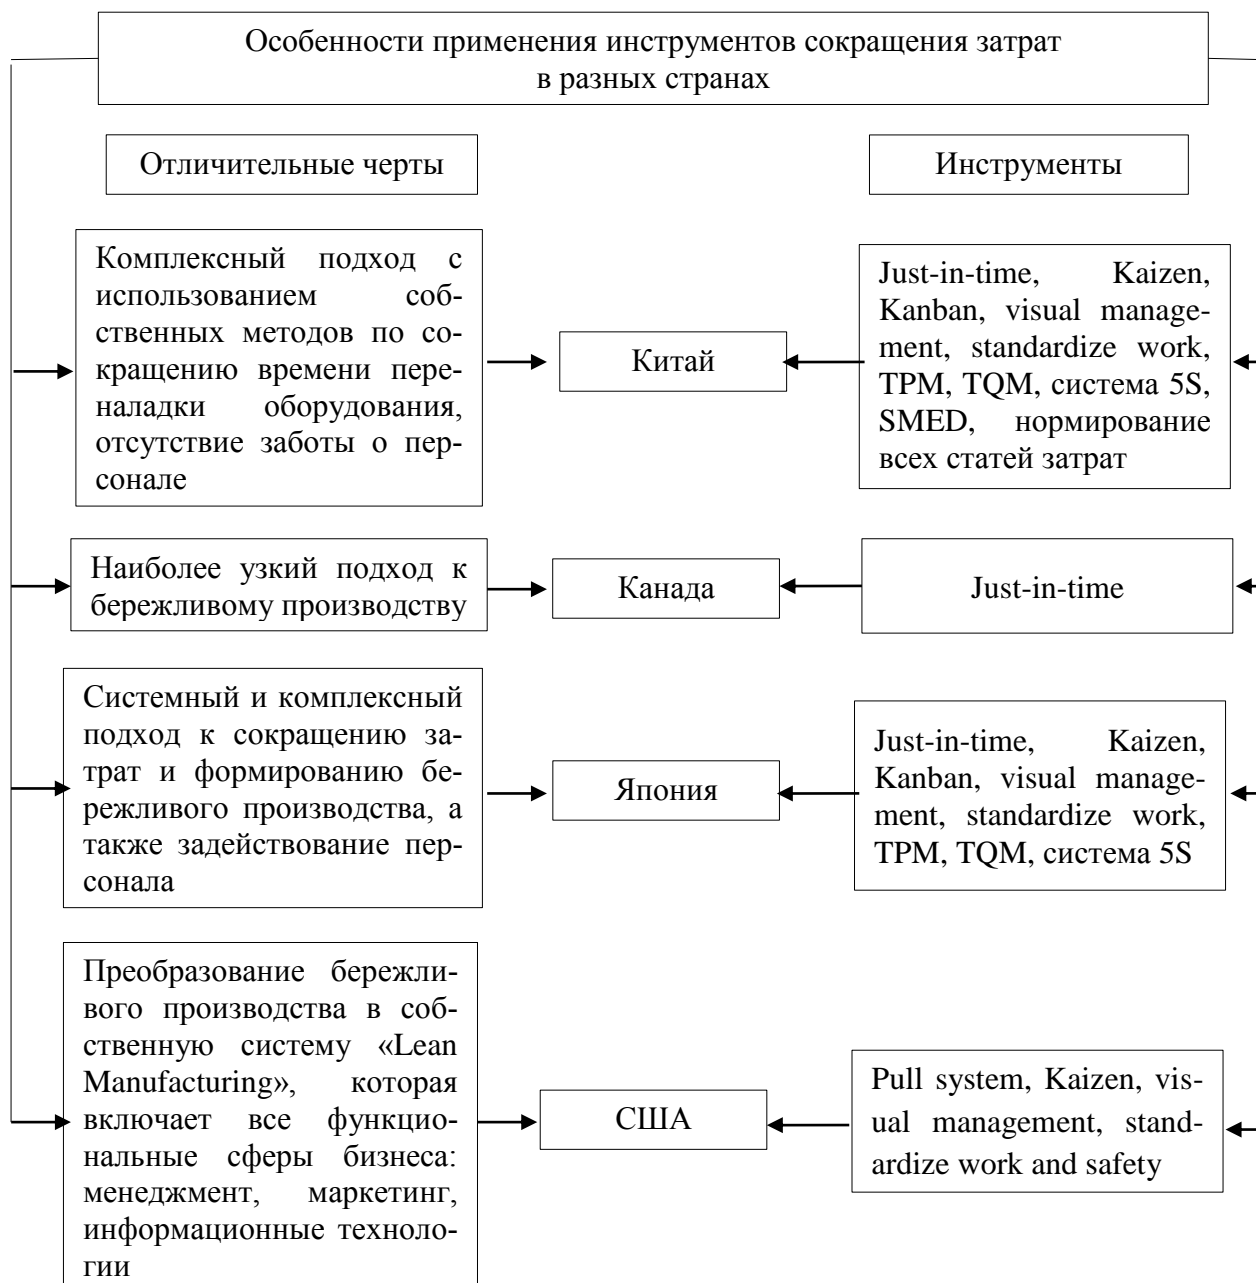 Особенности применения инструментов сокращения затрат
в разных странах
Отличительные черты
Инструменты
Комплексный подход с
использованием соб-
ственных методов по со-
кращению времени пере-
наладки оборудования,
отсутствие заботы о пер-
сонале
Китай
Just-in-time, Kaizen,
Kanban, visual manage-
ment, standardize work,
TPM, TQM, система 5S,
SMED, нормирование
всех статей затрат
Наиболее узкий подход к
бережливому производству
Канада
Just-in-time
Системный и комплексный
подход к сокращению за-
трат и формированию бе-
режливого производства, а
также задействование пер-
сонала
Япония
Just-in-time, Kaizen,
Kanban, visual manage-
ment, standardize work,
TPM, TQM, система 5S
Преобразование бережли-
вого производства в соб-
ственную систему «Lean
Manufacturing», которая
включает все функцио-
нальные сферы бизнеса:
менеджмент, маркетинг,
информационные техноло-
гии
США
Pull system, Kaizen, vis-
ual management, stand-
ardize work and safety